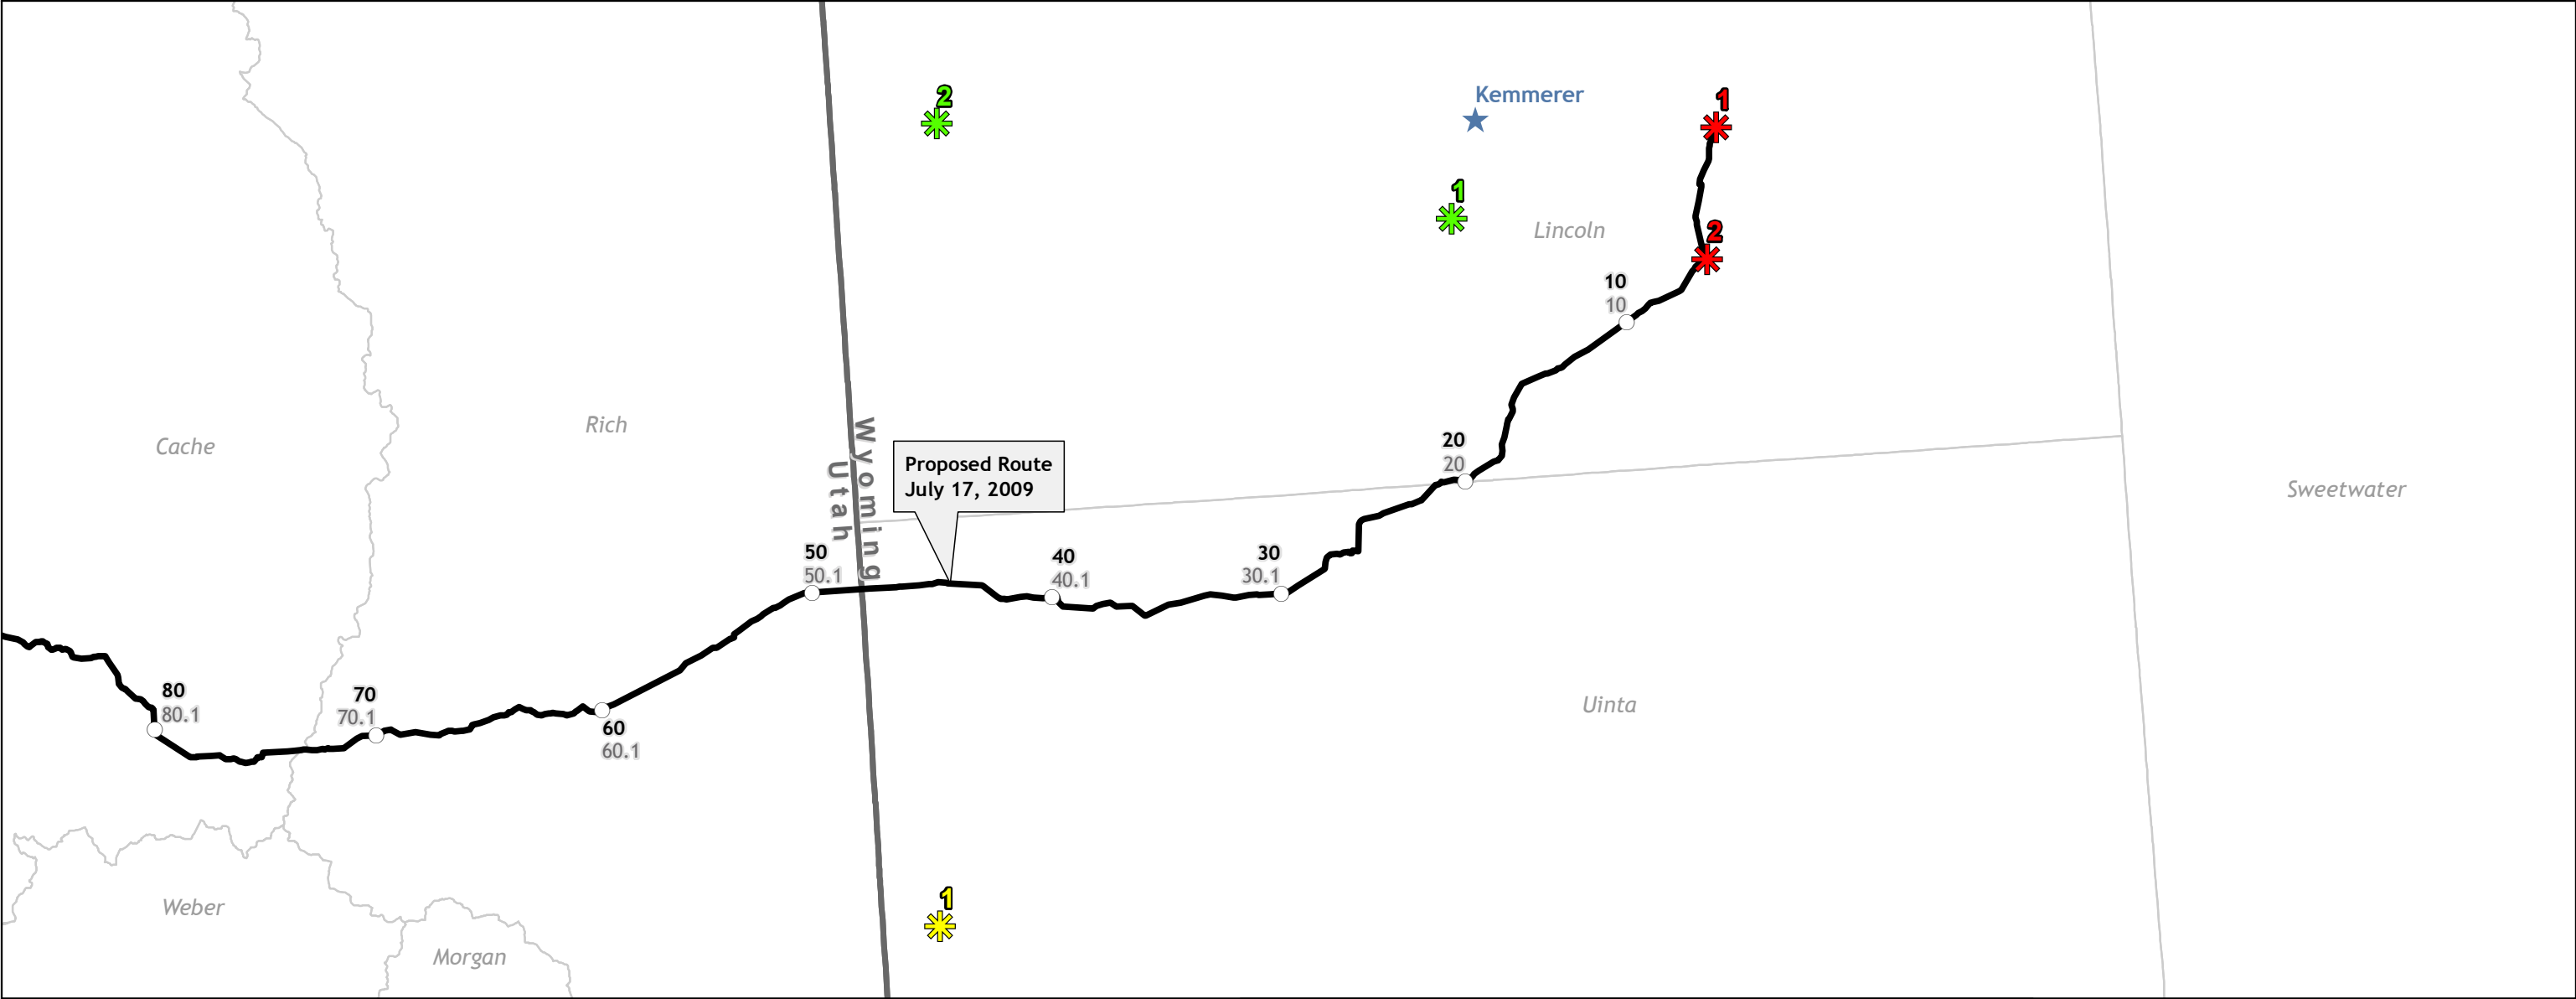 2
Kemmerer
1
1
Lincoln
2
10
10
Cache
Rich
Wyoming
Utah
Proposed Route
July 17, 2009
20
20
Sweetwater
50
50.1
40
40.1
30
30.1
80
80.1
70
70.1
60
60.1
Uinta
Weber
Morgan
1